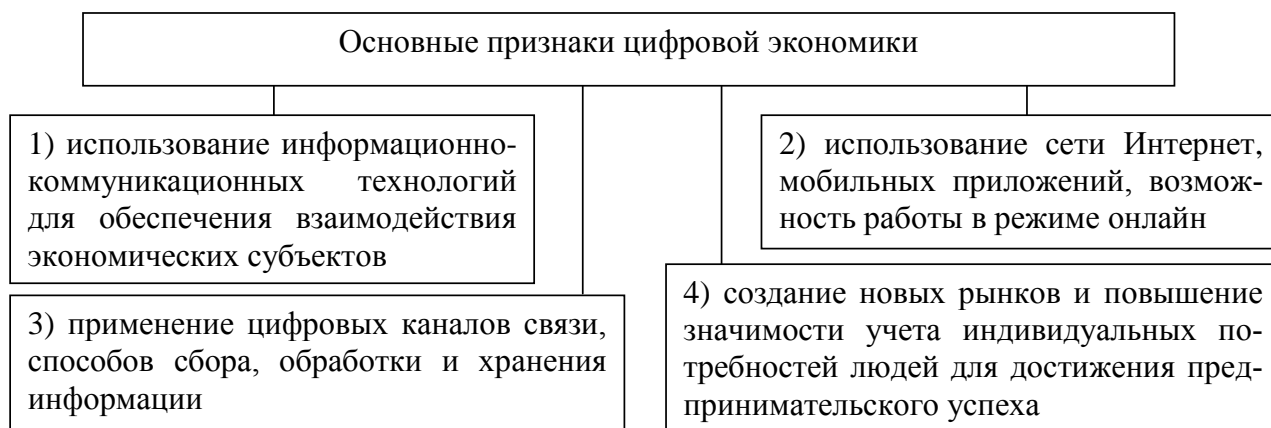 Основные признаки цифровой экономики
1) использование информационно-
коммуникационных технологий
для обеспечения взаимодействия
экономических субъектов
2) использование сети Интернет,
мобильных приложений, возмож-
ность работы в режиме онлайн
3) применение цифровых каналов связи,
способов сбора, обработки и хранения
информации
4) создание новых рынков и повышение
значимости учета индивидуальных по-
требностей людей для достижения пред-
принимательского успеха